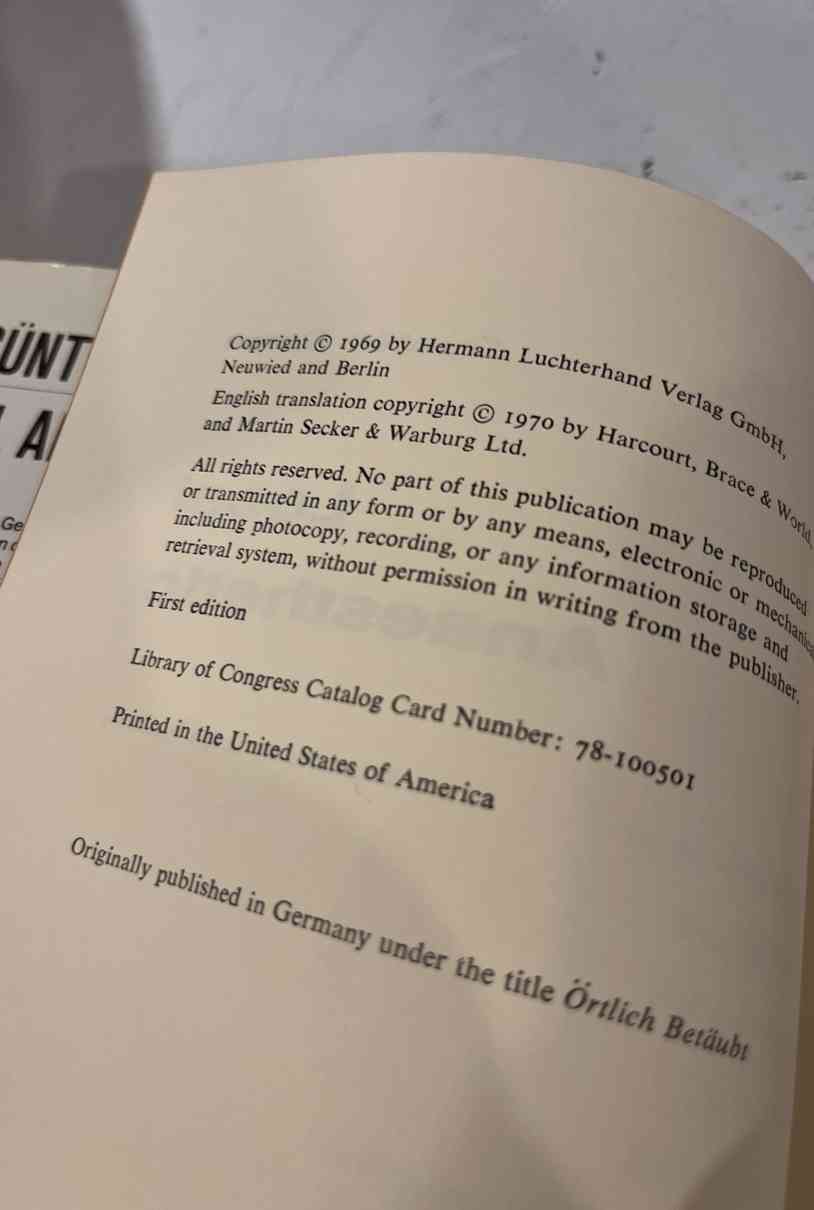 ÜNT
A
Ge
Copyright © 1969 by Hermann Luchterhand Verlag GmbH,
Neuwied and Berlin
English translation copyright © 1970 by Harcourt, Brace & World,
and Martin Secker & Warburg Ltd.
All rights reserved. No part of this publication may be reproduced
or transmitted in any form or by any means, electronic or mechanica
including photocopy, recording, or any information storage and
retrieval system, without permission in writing from the publisher.
First edition
Library of Congress Catalog Card Number: 78-100501
Printed in the United States of America
Originally published in Germany under the title Örtlich Betäubt